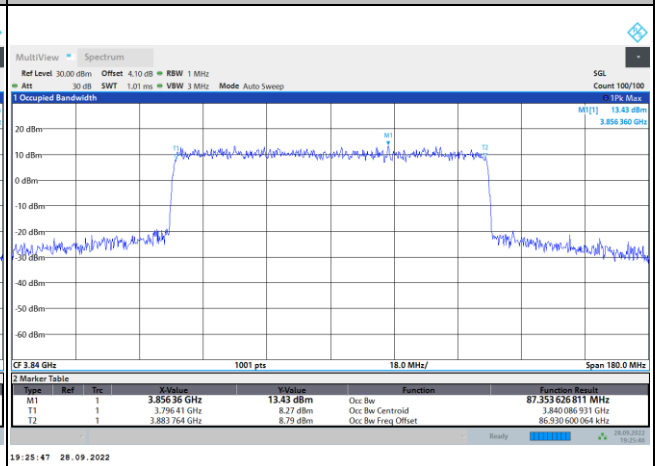 MultiView Spectrum
Ref Level 30.00 dBm Offset 4.10 dB RBW 1 MHz SGL
Att 30 dB SWT 1.01 ms VBW 3 MHz Mode Auto Sweep Count 100/100
1 Occupied Bandwidth 1Pk Max
M1[1] 13.43 dBm
3.856 360 GHz
20 dBm
M1
T1
T2
10 dBm
0 dBm
-10 dBm
-20 dBm
-30 dBm
-40 dBm
-50 dBm
-60 dBm
CF 3.84 GHz 1001 pts 18.0 MHz/ Span 180.0 MHz
2 Marker Table
Type Ref Trc X-Value Y-Value Function Function Result
M1 1 3.856 36 GHz 13.43 dBm Occ Bw 87.353 626 811 MHz
T1 1 3.796 41 GHz 8.27 dBm Occ Bw Centroid 3.840 086 931 GHz
T2 1 3.883 764 GHz 8.79 dBm Occ Bw Freq Offset 86.930 600 064 kHz
Ready 28.09.2022
19:25:46
19:25:47 28.09.2022